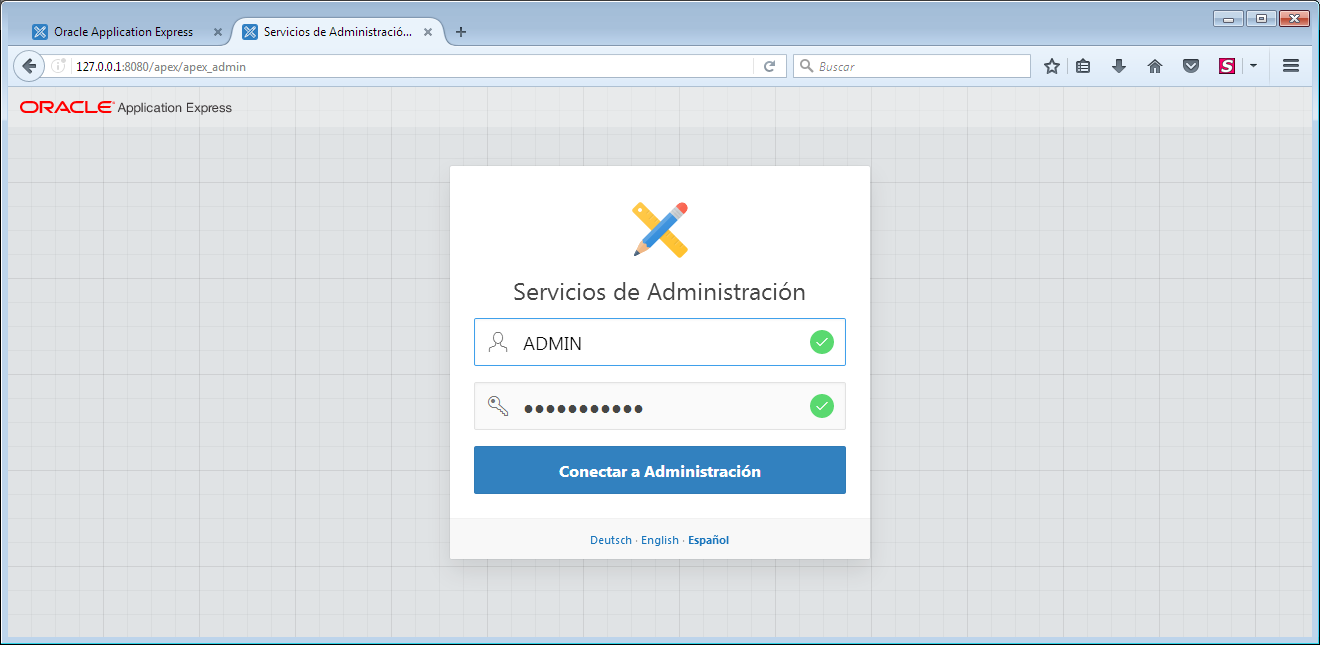 Oracle Application Express
Servicios de Administració...
127.0.0.1:8080/apex/apex_admin
Buscar
S
ORACLE Application Express
Servicios de Administración
ADMIN
●●●●●●●●●●●
Conectar a Administración
Deutsch · English · Español